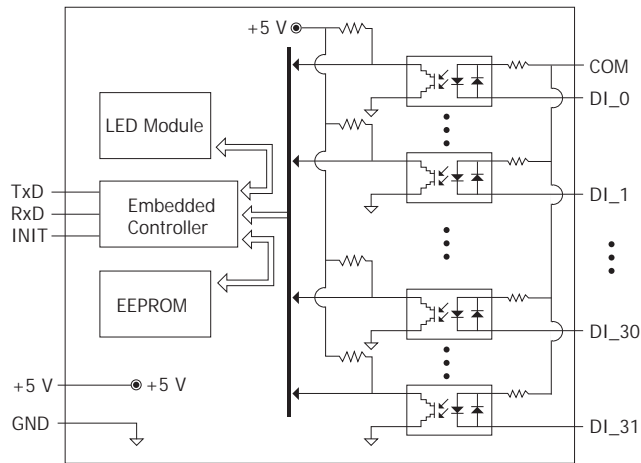 +5 V
COM
DI_0
LED Module
TxD
RxD
INIT
Embedded
Controller
DI_1
EEPROM
DI_30
+5 V
+5 V
GND
DI_31